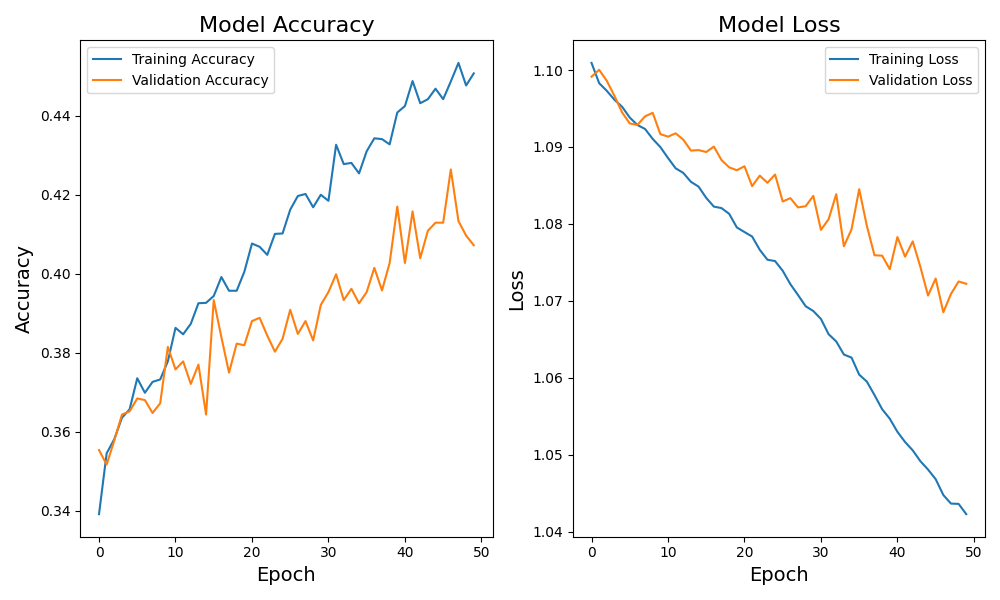 Model Accuracy
Training Accuracy
Validation Accuracy
Accuracy
0.44
0.42
0.40
0.38
0.36
0.34
0 10 20 30 40 50
Epoch
Model Loss
Training Loss
Validation Loss
Loss
1.10
1.09
1.08
1.07
1.06
1.05
1.04
0 10 20 30 40 50
Epoch